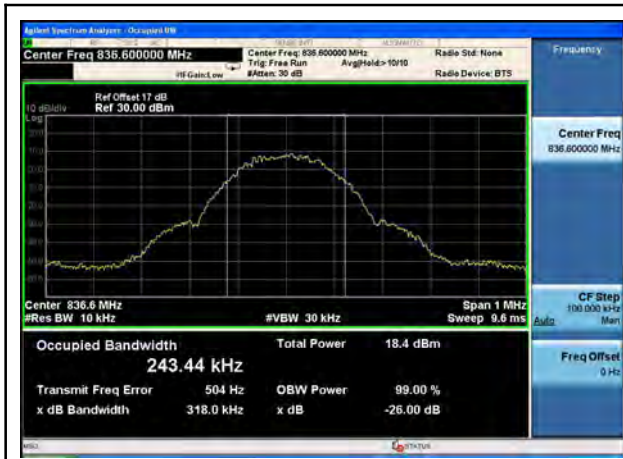 Agilent Spectrum Analyzer - Occupied BW
Center Freq 836.600000 MHz
Center Freq: 836.600000 MHz
Radio Std: None
Trig: Free Run
Avg|Hold:>10/10
#IFGain:Low
#Atten: 30 dB
Radio Device: BTS
Ref Offset 17 dB
10 dB/div
Ref 30.00 dBm
Log
Center 836.6 MHz
Span 1 MHz
#Res BW 10 kHz
#VBW 30 kHz
Sweep 9.6 ms
Occupied Bandwidth
Total Power
18.4 dBm
243.44 kHz
Transmit Freq Error
504 Hz
OBW Power
99.00 %
x dB Bandwidth
318.0 kHz
x dB
-26.00 dB
MSG
STATUS
Frequency
Center Freq
836.600000 MHz
CF Step
100.000 kHz
Auto
Man
Freq Offset
0 Hz